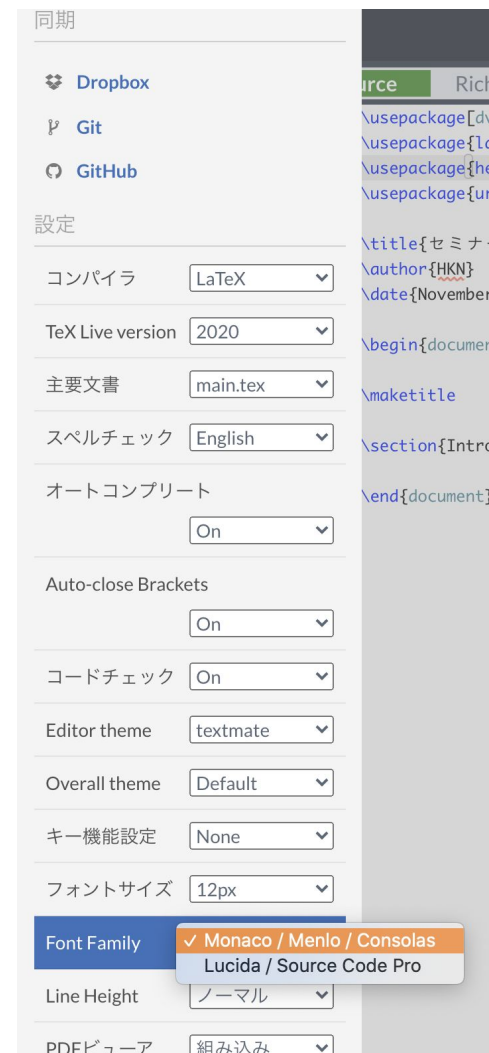 同期
Dropbox
Git
GitHub
設定
コンパイラ LaTeX
TeX Live version 2020
主要文書 main.tex
スペルチェック English
オートコンプリート
On
Auto-close Brackets
On
コードチェック On
Editor theme textmate
Overall theme Default
キー機能設定 None
フォントサイズ 12px
Font Family ✓ Monaco / Menlo / Consolas
Lucida / Source Code Pro
Line Height ノーマル
PDFビューア 組み込み
urce Rich
\usepackage[dv
\usepackage{la
\usepackage{he
\usepackage{ur
\title{セミナ
\author{HKN}
\date{November
\begin{documen
\maketitle
\section{Intro
\end{document}